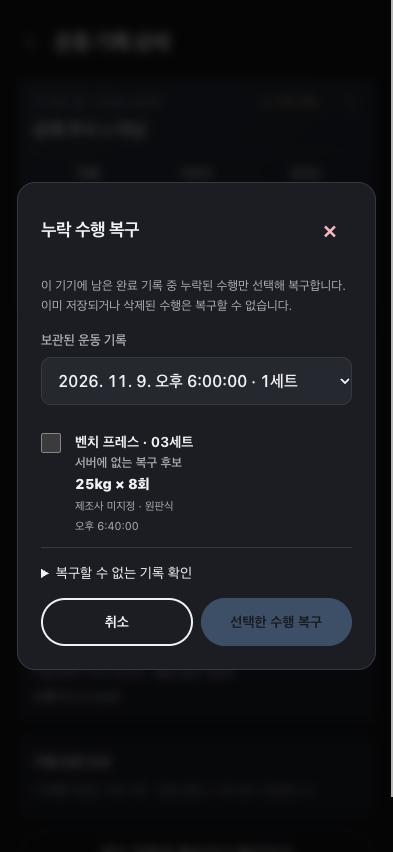 누락 수행 복구
×
이 기기에 남은 완료 기록 중 누락된 수행만 선택해 복구합니다.
이미 저장되거나 삭제된 수행은 복구할 수 없습니다.
보관된 운동 기록
2026. 11. 9. 오후 6:00:00 · 1세트
벤치 프레스 · 03세트
서버에 없는 복구 후보
25kg × 8회
제조사 미지정 · 원판식
오후 6:40:00
▶ 복구할 수 없는 기록 확인
취소
선택한 수행 복구